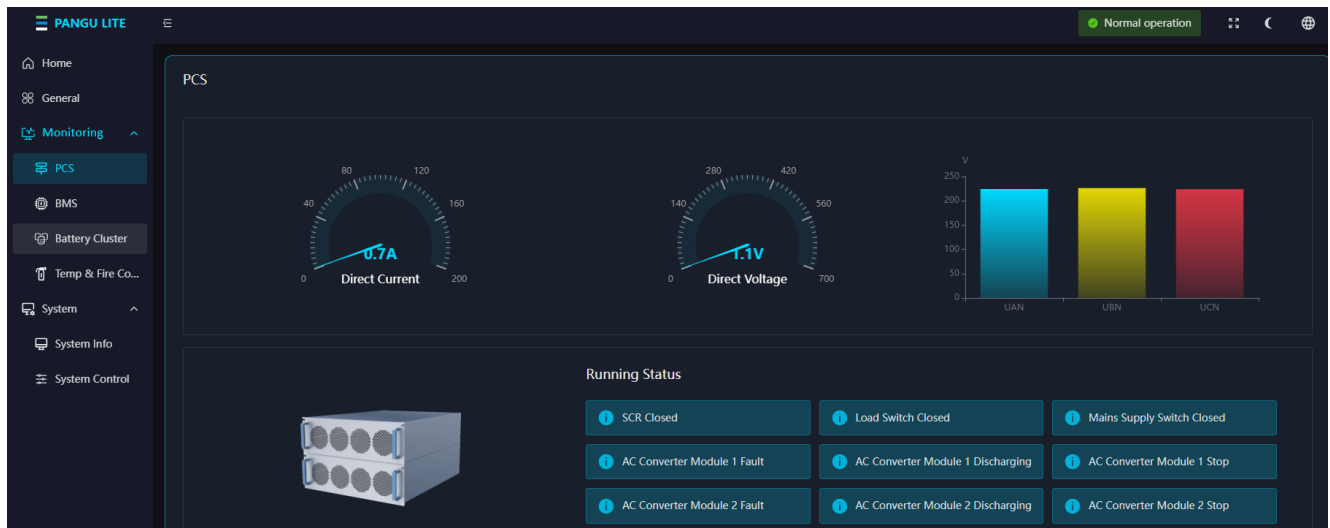 PANGU LITE
Normal operation
Home
General
Monitoring
PCS
BMS
Battery Cluster
Temp & Fire Co...
System
System Info
System Control
PCS
0
40
80
120
160
200
0.7A
Direct Current
0
140
280
420
560
700
1.1V
Direct Voltage
V
250
200
150
100
50
0
UAN
UBN
UCN
Running Status
SCR Closed
Load Switch Closed
Mains Supply Switch Closed
AC Converter Module 1 Fault
AC Converter Module 1 Discharging
AC Converter Module 1 Stop
AC Converter Module 2 Fault
AC Converter Module 2 Discharging
AC Converter Module 2 Stop